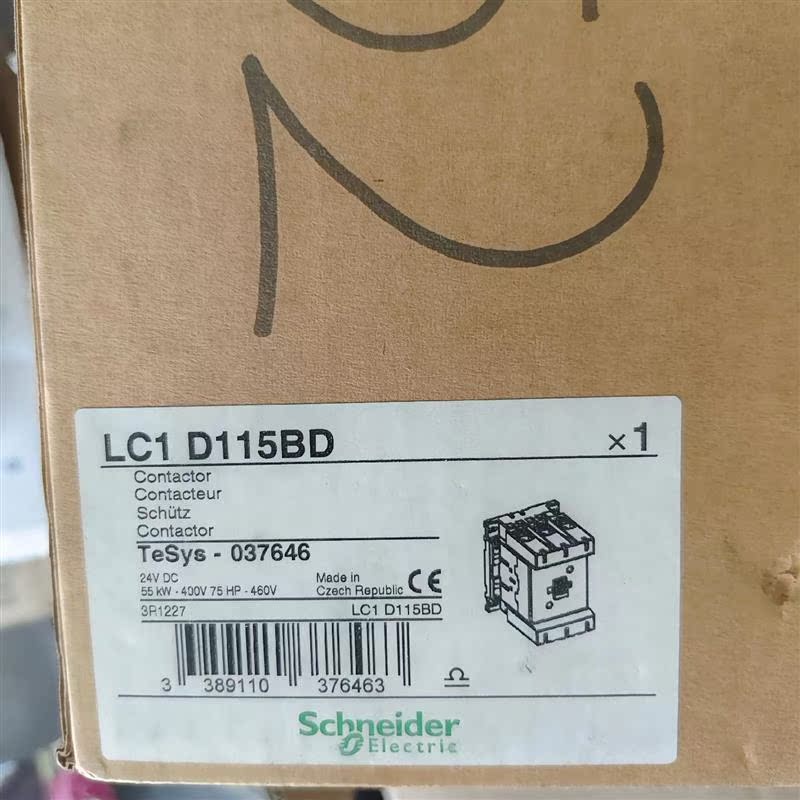 LC1 D115BD ×1
Contactor
Contacteur
Schütz
Contactor
TeSys - 037646
24V DC
55 kW - 400V 75 HP - 460V
Made in
Czech Republic CE
3R1227 LC1 D115BD
3 389110 376463
Schneider
Electric